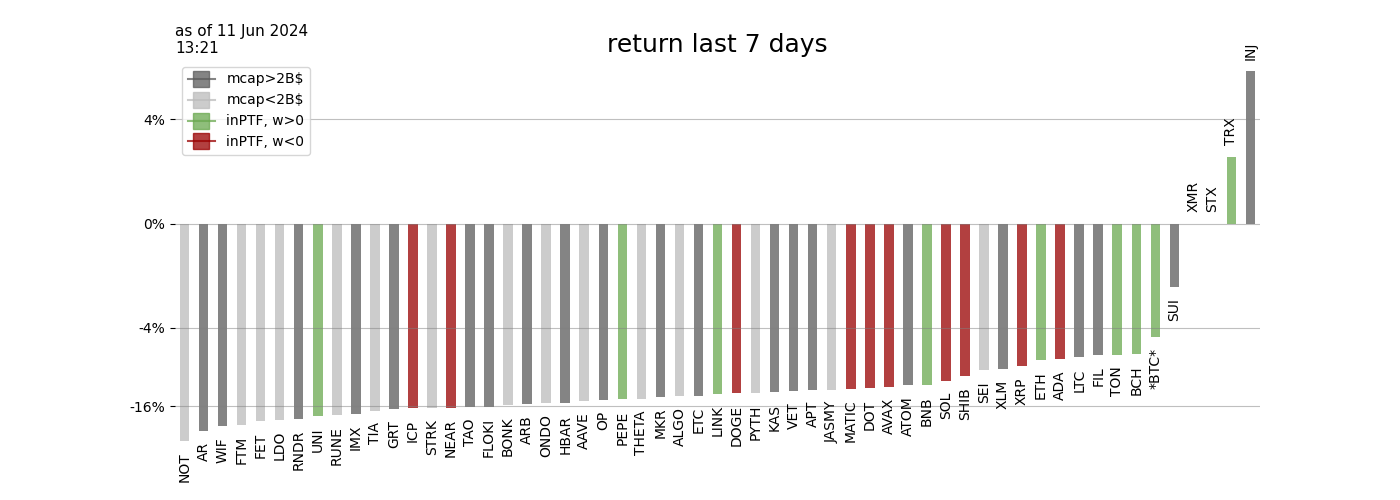 as of 11 Jun 2024
13:21
return last 7 days
mcap>2B$
mcap<2B$
inPTF, w>0
inPTF, w<0
4%
0%
-4%
-16%
NOT
AR
WIF
FTM
FET
LDO
RNDR
UNI
RUNE
IMX
TIA
GRT
ICP
STRK
NEAR
TAO
FLOKI
BONK
ARB
ONDO
HBAR
AAVE
OP
PEPE
THETA
MKR
ALGO
ETC
LINK
DOGE
PYTH
KAS
VET
APT
JASMY
MATIC
DOT
AVAX
ATOM
BNB
SOL
SHIB
SEI
XLM
XRP
ETH
ADA
LTC
FIL
TON
BCH
*BTC*
SUI
XMR
STX
TRX
INJ